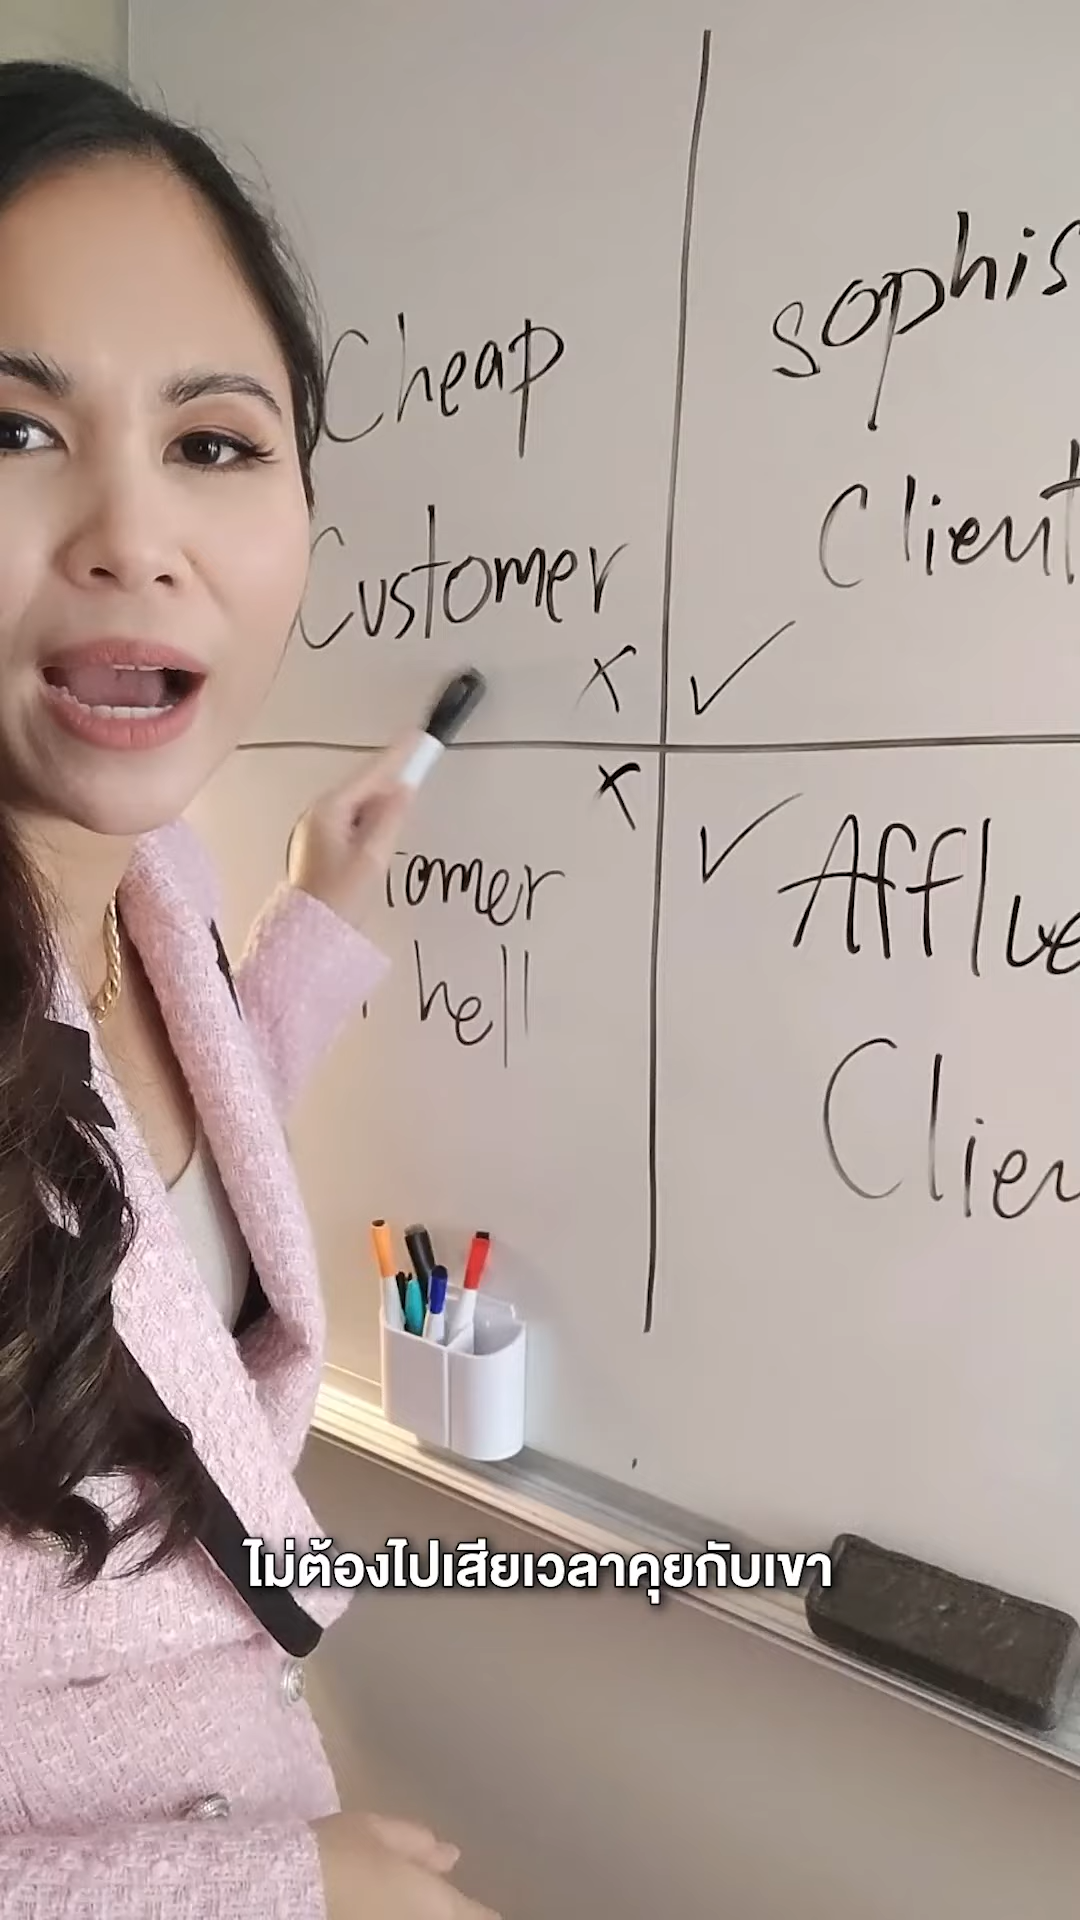 Cheap
Customer
x
sophis
Client
✓
x
omer
hell
✓ Afflue
Clien
ไม่ต้องไปเสียเวลาคุยกับเขา